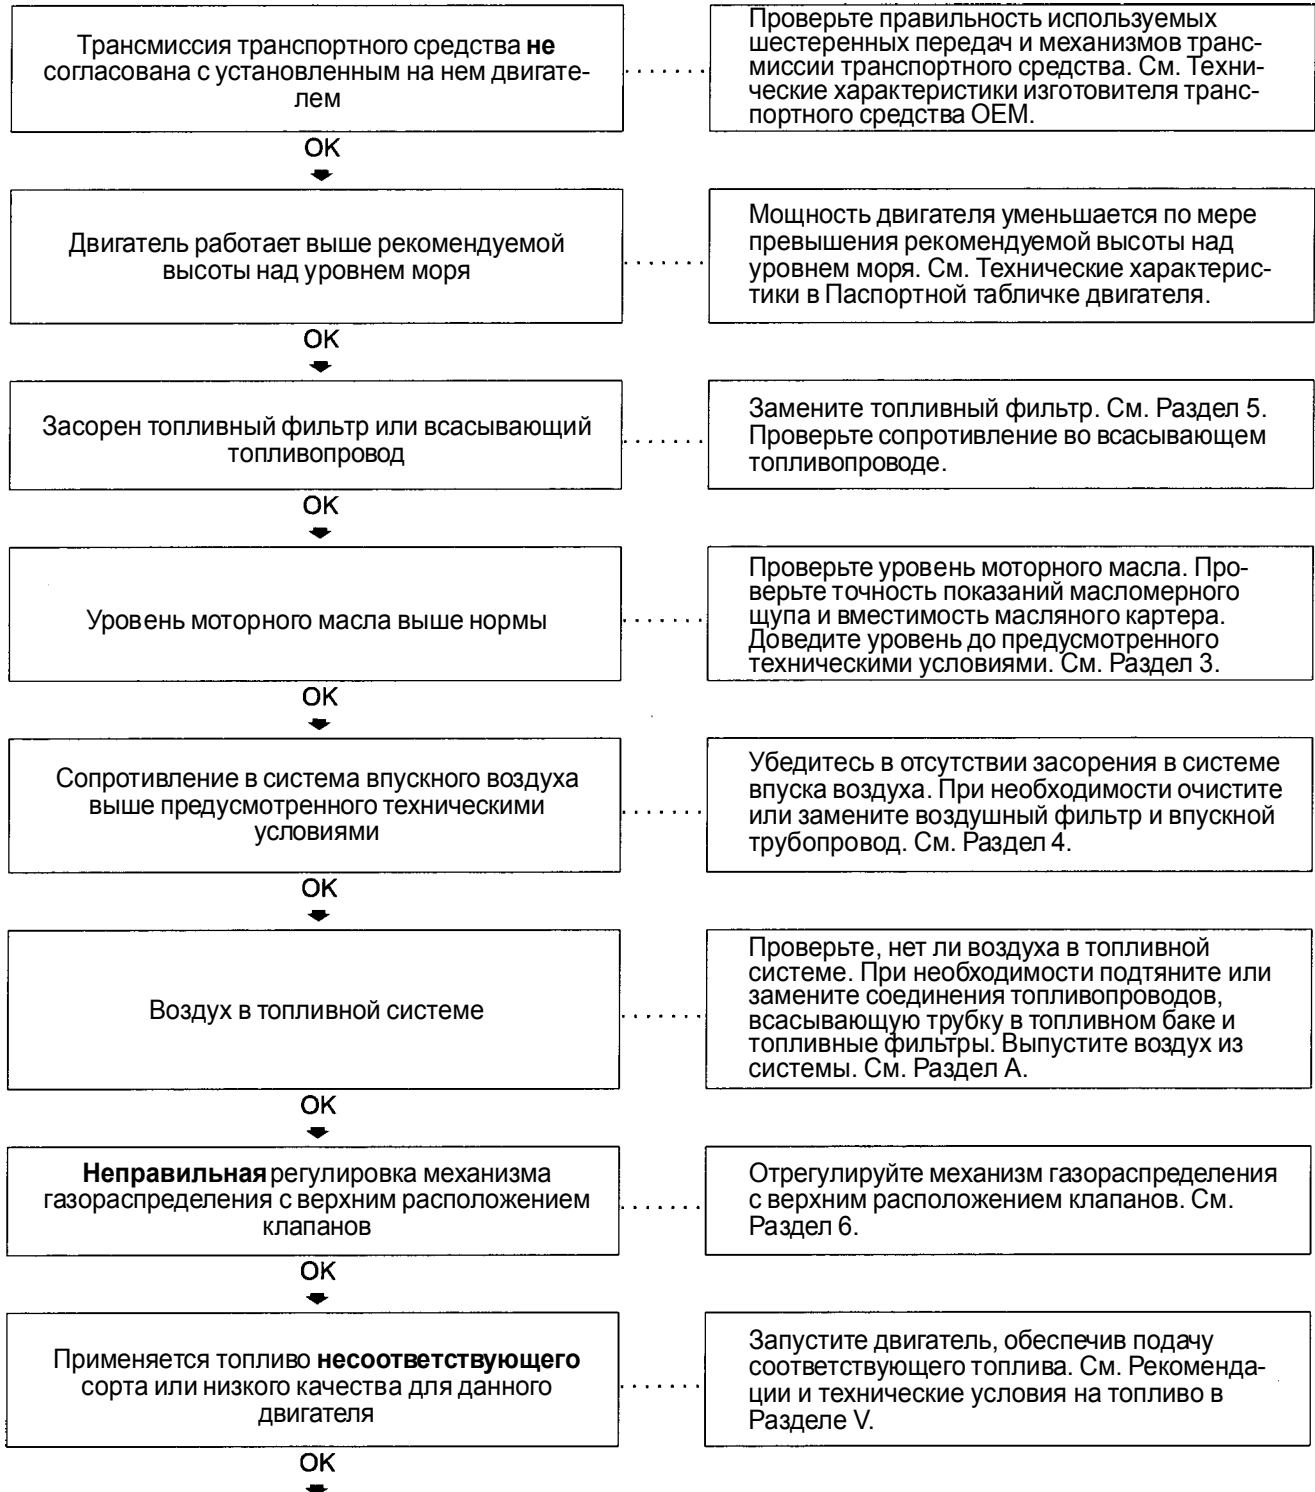 Трансмиссия транспортного средства не
согласована с установленным на нем двигате-
лем
Проверьте правильность используемых
шестеренных передач и механизмов транс-
миссии транспортного средства. См. Техни-
ческие характеристики изготовителя транс-
портного средства OEM.
OK
Двигатель работает выше рекомендуемой
высоты над уровнем моря
Мощность двигателя уменьшается по мере
превышения рекомендуемой высоты над
уровнем моря. См. Технические характерис-
тики в Паспортной табличке двигателя.
OK
Засорен топливный фильтр или всасывающий
топливопровод
Замените топливный фильтр. См. Раздел 5.
Проверьте сопротивление во всасывающем
топливопроводе.
OK
Уровень моторного масла выше нормы
Проверьте уровень моторного масла. Про-
верьте точность показаний масломерного
щупа и вместимость масляного картера.
Доведите уровень до предусмотренного
техническими условиями. См. Раздел 3.
OK
Сопротивление в система впускного воздуха
выше предусмотренного техническими
условиями
Убедитесь в отсутствии засорения в системе
впуска воздуха. При необходимости очистите
или замените воздушный фильтр и впускной
трубопровод. См. Раздел 4.
OK
Воздух в топливной системе
Проверьте, нет ли воздуха в топливной
системе. При необходимости подтяните или
замените соединения топливопроводов,
всасывающую трубку в топливном баке и
топливные фильтры. Выпустите воздух из
системы. См. Раздел А.
OK
Неправильная регулировка механизма
газораспределения с верхним расположением
клапанов
Отрегулируйте механизм газораспределения
с верхним расположением клапанов. См.
Раздел 6.
OK
Применяется топливо несоответствующего
сорта или низкого качества для данного
двигателя
Запустите двигатель, обеспечив подачу
соответствующего топлива. См. Рекоменда-
ции и технические условия на топливо в
Разделе V.
OK